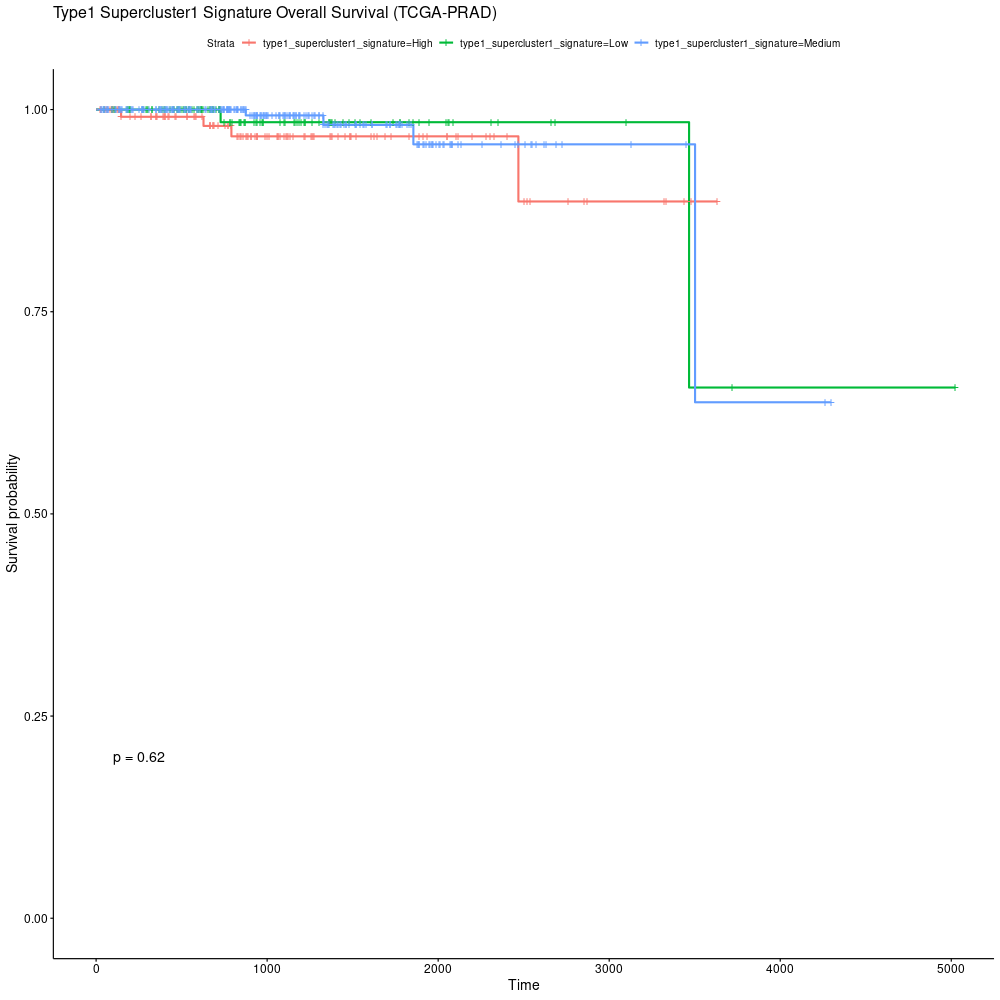 Type1 Supercluster1 Signature Overall Survival (TCGA-PRAD)
Strata type1_supercluster1_signature=High type1_supercluster1_signature=Low type1_supercluster1_signature=Medium
1.00
0.75
0.50
0.25
0.00
Survival probability
p = 0.62
0 1000 2000 3000 4000 5000
Time